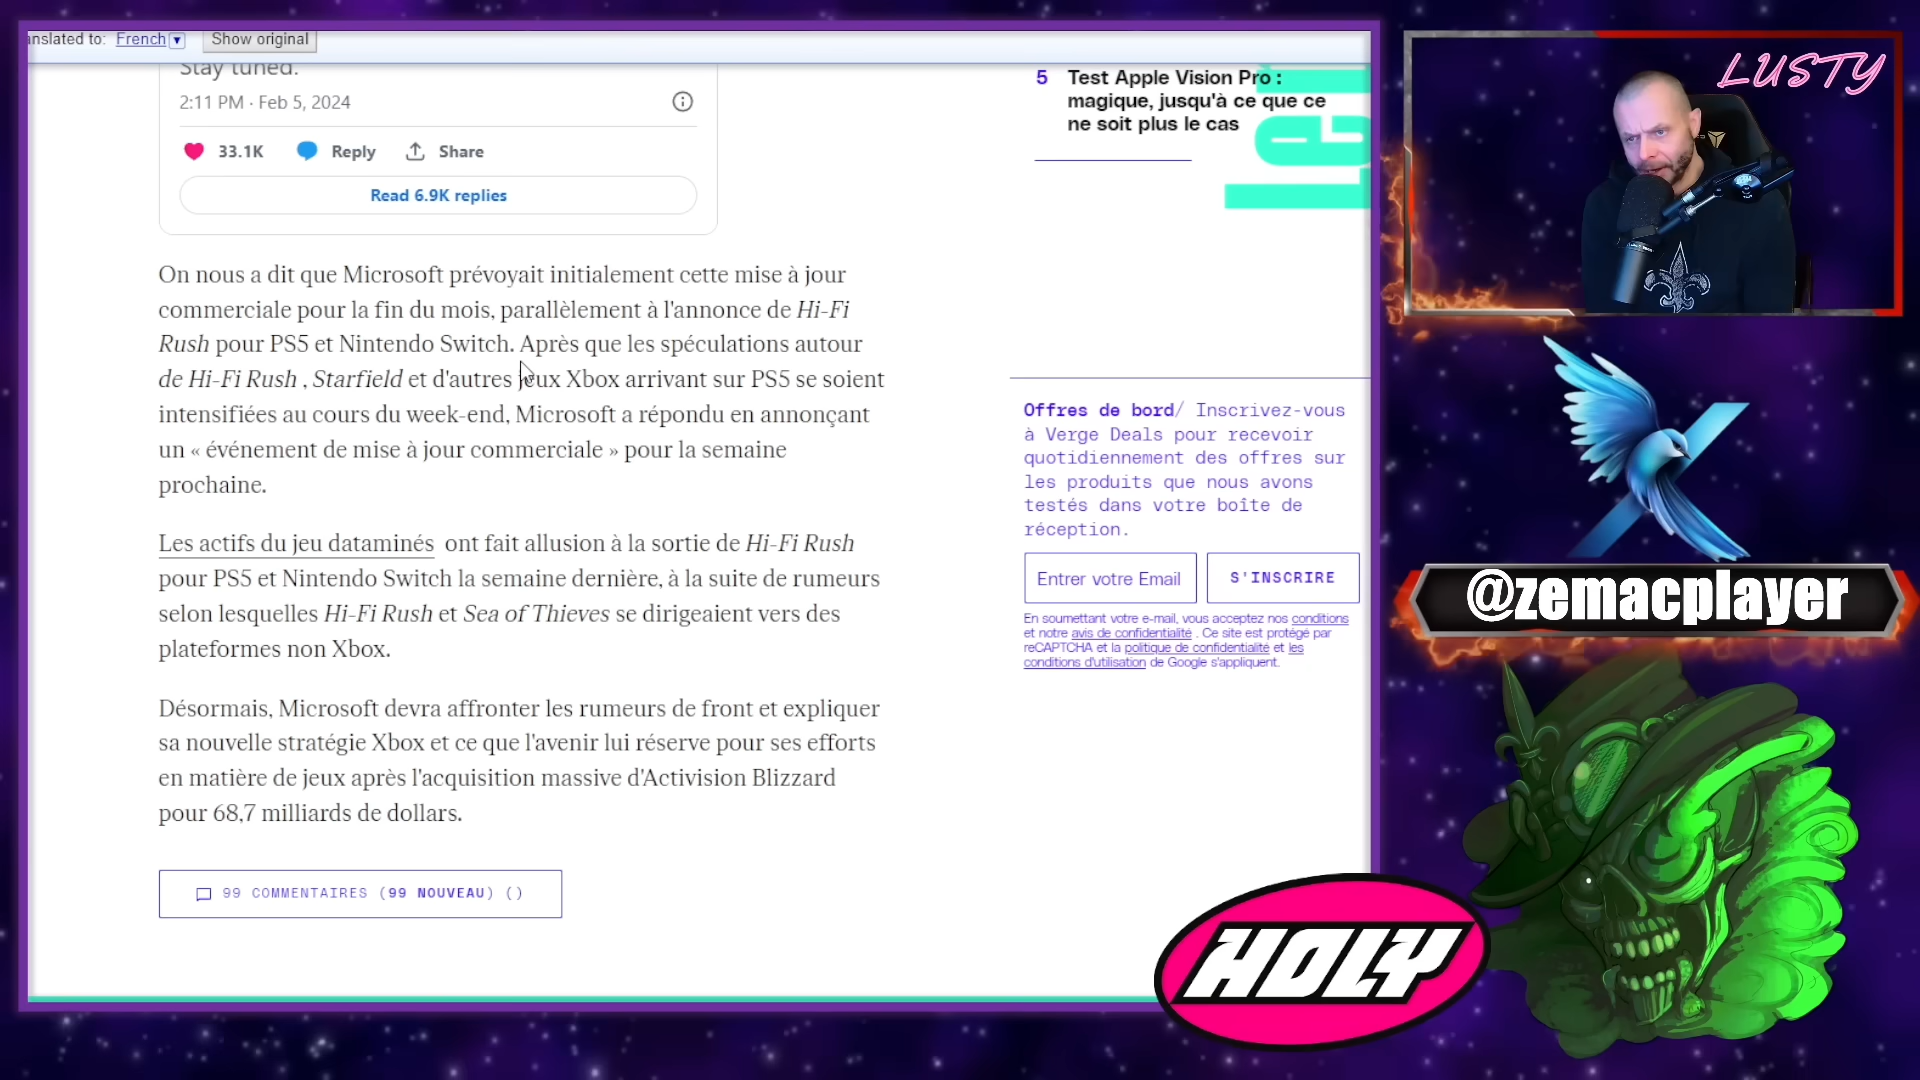 anslated to: French ▼ Show original
Stay tuned.
2:11 PM · Feb 5, 2024
33.1K Reply Share
Read 6.9K replies
On nous a dit que Microsoft prévoyait initialement cette mise à jour
commerciale pour la fin du mois, parallèlement à l'annonce de Hi-Fi
Rush pour PS5 et Nintendo Switch. Après que les spéculations autour
de Hi-Fi Rush , Starfield et d'autres jeux Xbox arrivant sur PS5 se soient
intensifiées au cours du week-end, Microsoft a répondu en annonçant
un « événement de mise à jour commerciale » pour la semaine
prochaine.
Les actifs du jeu dataminés ont fait allusion à la sortie de Hi-Fi Rush
pour PS5 et Nintendo Switch la semaine dernière, à la suite de rumeurs
selon lesquelles Hi-Fi Rush et Sea of Thieves se dirigeaient vers des
plateformes non Xbox.
Désormais, Microsoft devra affronter les rumeurs de front et expliquer
sa nouvelle stratégie Xbox et ce que l'avenir lui réserve pour ses efforts
en matière de jeux après l'acquisition massive d'Activision Blizzard
pour 68,7 milliards de dollars.
99 COMMENTAIRES (99 NOUVEAU) ()
5 Test Apple Vision Pro :
magique, jusqu'à ce que ce
ne soit plus le cas
Offres de bord/ Inscrivez-vous
à Verge Deals pour recevoir
quotidiennement des offres sur
les produits que nous avons
testés dans votre boîte de
réception.
Entrer votre Email S'INSCRIRE
En soumettant votre e-mail, vous acceptez nos conditions
et notre avis de confidentialité . Ce site est protégé par
reCAPTCHA et la politique de confidentialité et les
conditions d'utilisation de Google s'appliquent.
LUSTY
@zemacplayer
HOLY